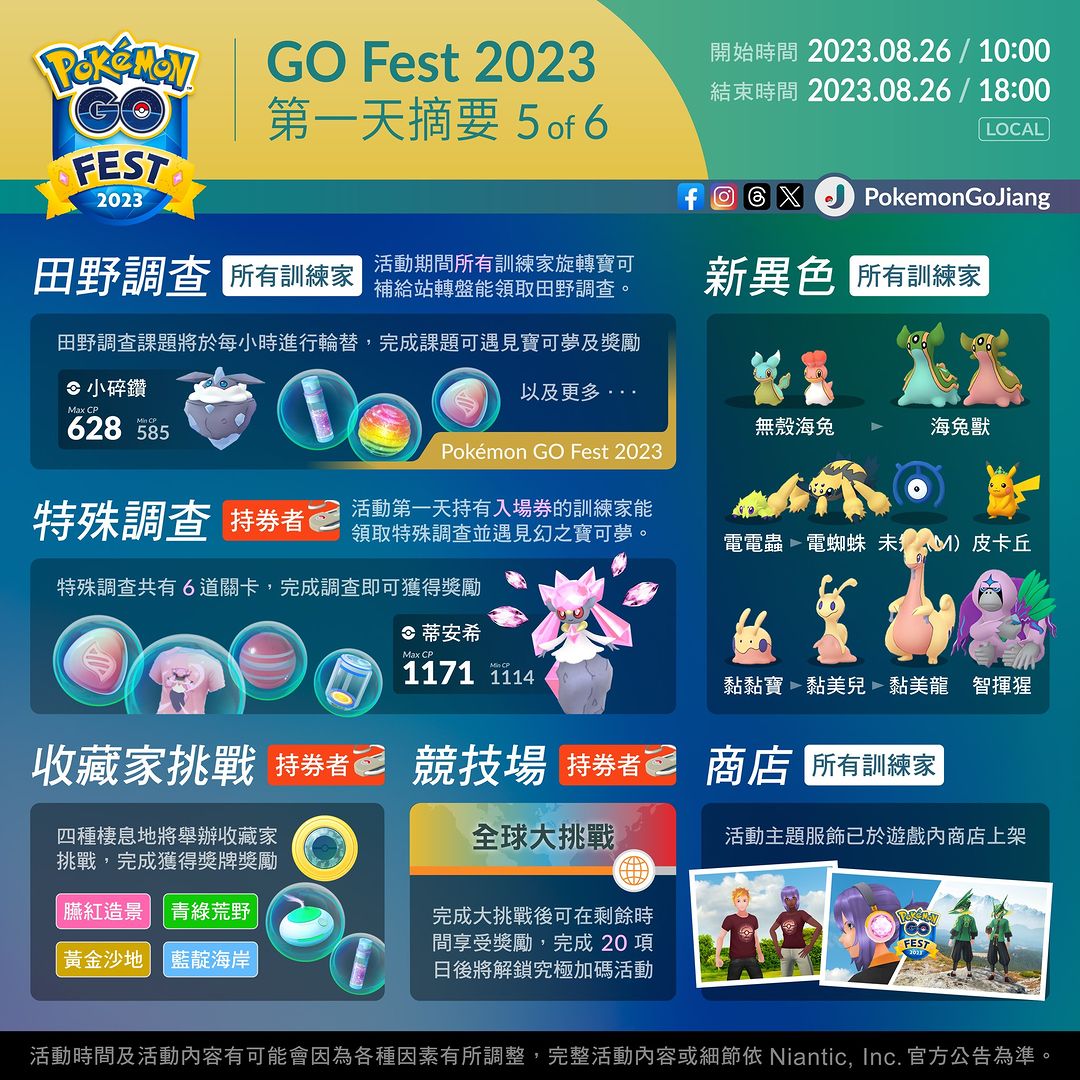 Pokémon
GO
FEST
2023
GO Fest 2023
第一天摘要 5 of 6
開始時間 2023.08.26 / 10:00
結束時間 2023.08.26 / 18:00
LOCAL
PokemonGoJiang
田野調查 所有訓練家
活動期間所有訓練家旋轉寶可
補給站轉盤能領取田野調查。
田野調查課題將於每小時進行輪替，完成課題可遇見寶可夢及獎勵
小碎鑽
Max CP
628
Min CP
585
以及更多 · · ·
Pokémon GO Fest 2023
特殊調查 持券者
活動第一天持有入場券的訓練家能
領取特殊調查並遇見幻之寶可夢。
特殊調查共有 6 道關卡，完成調查即可獲得獎勵
蒂安希
Max CP
1171
Min CP
1114
新異色 所有訓練家
無殼海兔 ► 海兔獸
電電蟲 ► 電蜘蛛 未知 (M) 皮卡丘
黏黏寶 ► 黏美兒 ► 黏美龍 智揮猩
收藏家挑戰 持券者
四種棲息地將舉辦收藏家
挑戰，完成獲得獎牌獎勵
臙紅造景 青綠荒野
黃金沙地 藍靛海岸
競技場 持券者
全球大挑戰
完成大挑戰後可在剩餘時
間享受獎勵，完成 20 項
日後將解鎖究極加碼活動
商店 所有訓練家
活動主題服飾已於遊戲內商店上架
Pokémon
GO
FEST
2023
活動時間及活動內容有可能會因為各種因素有所調整，完整活動內容或細節依 Niantic, Inc. 官方公告為準。